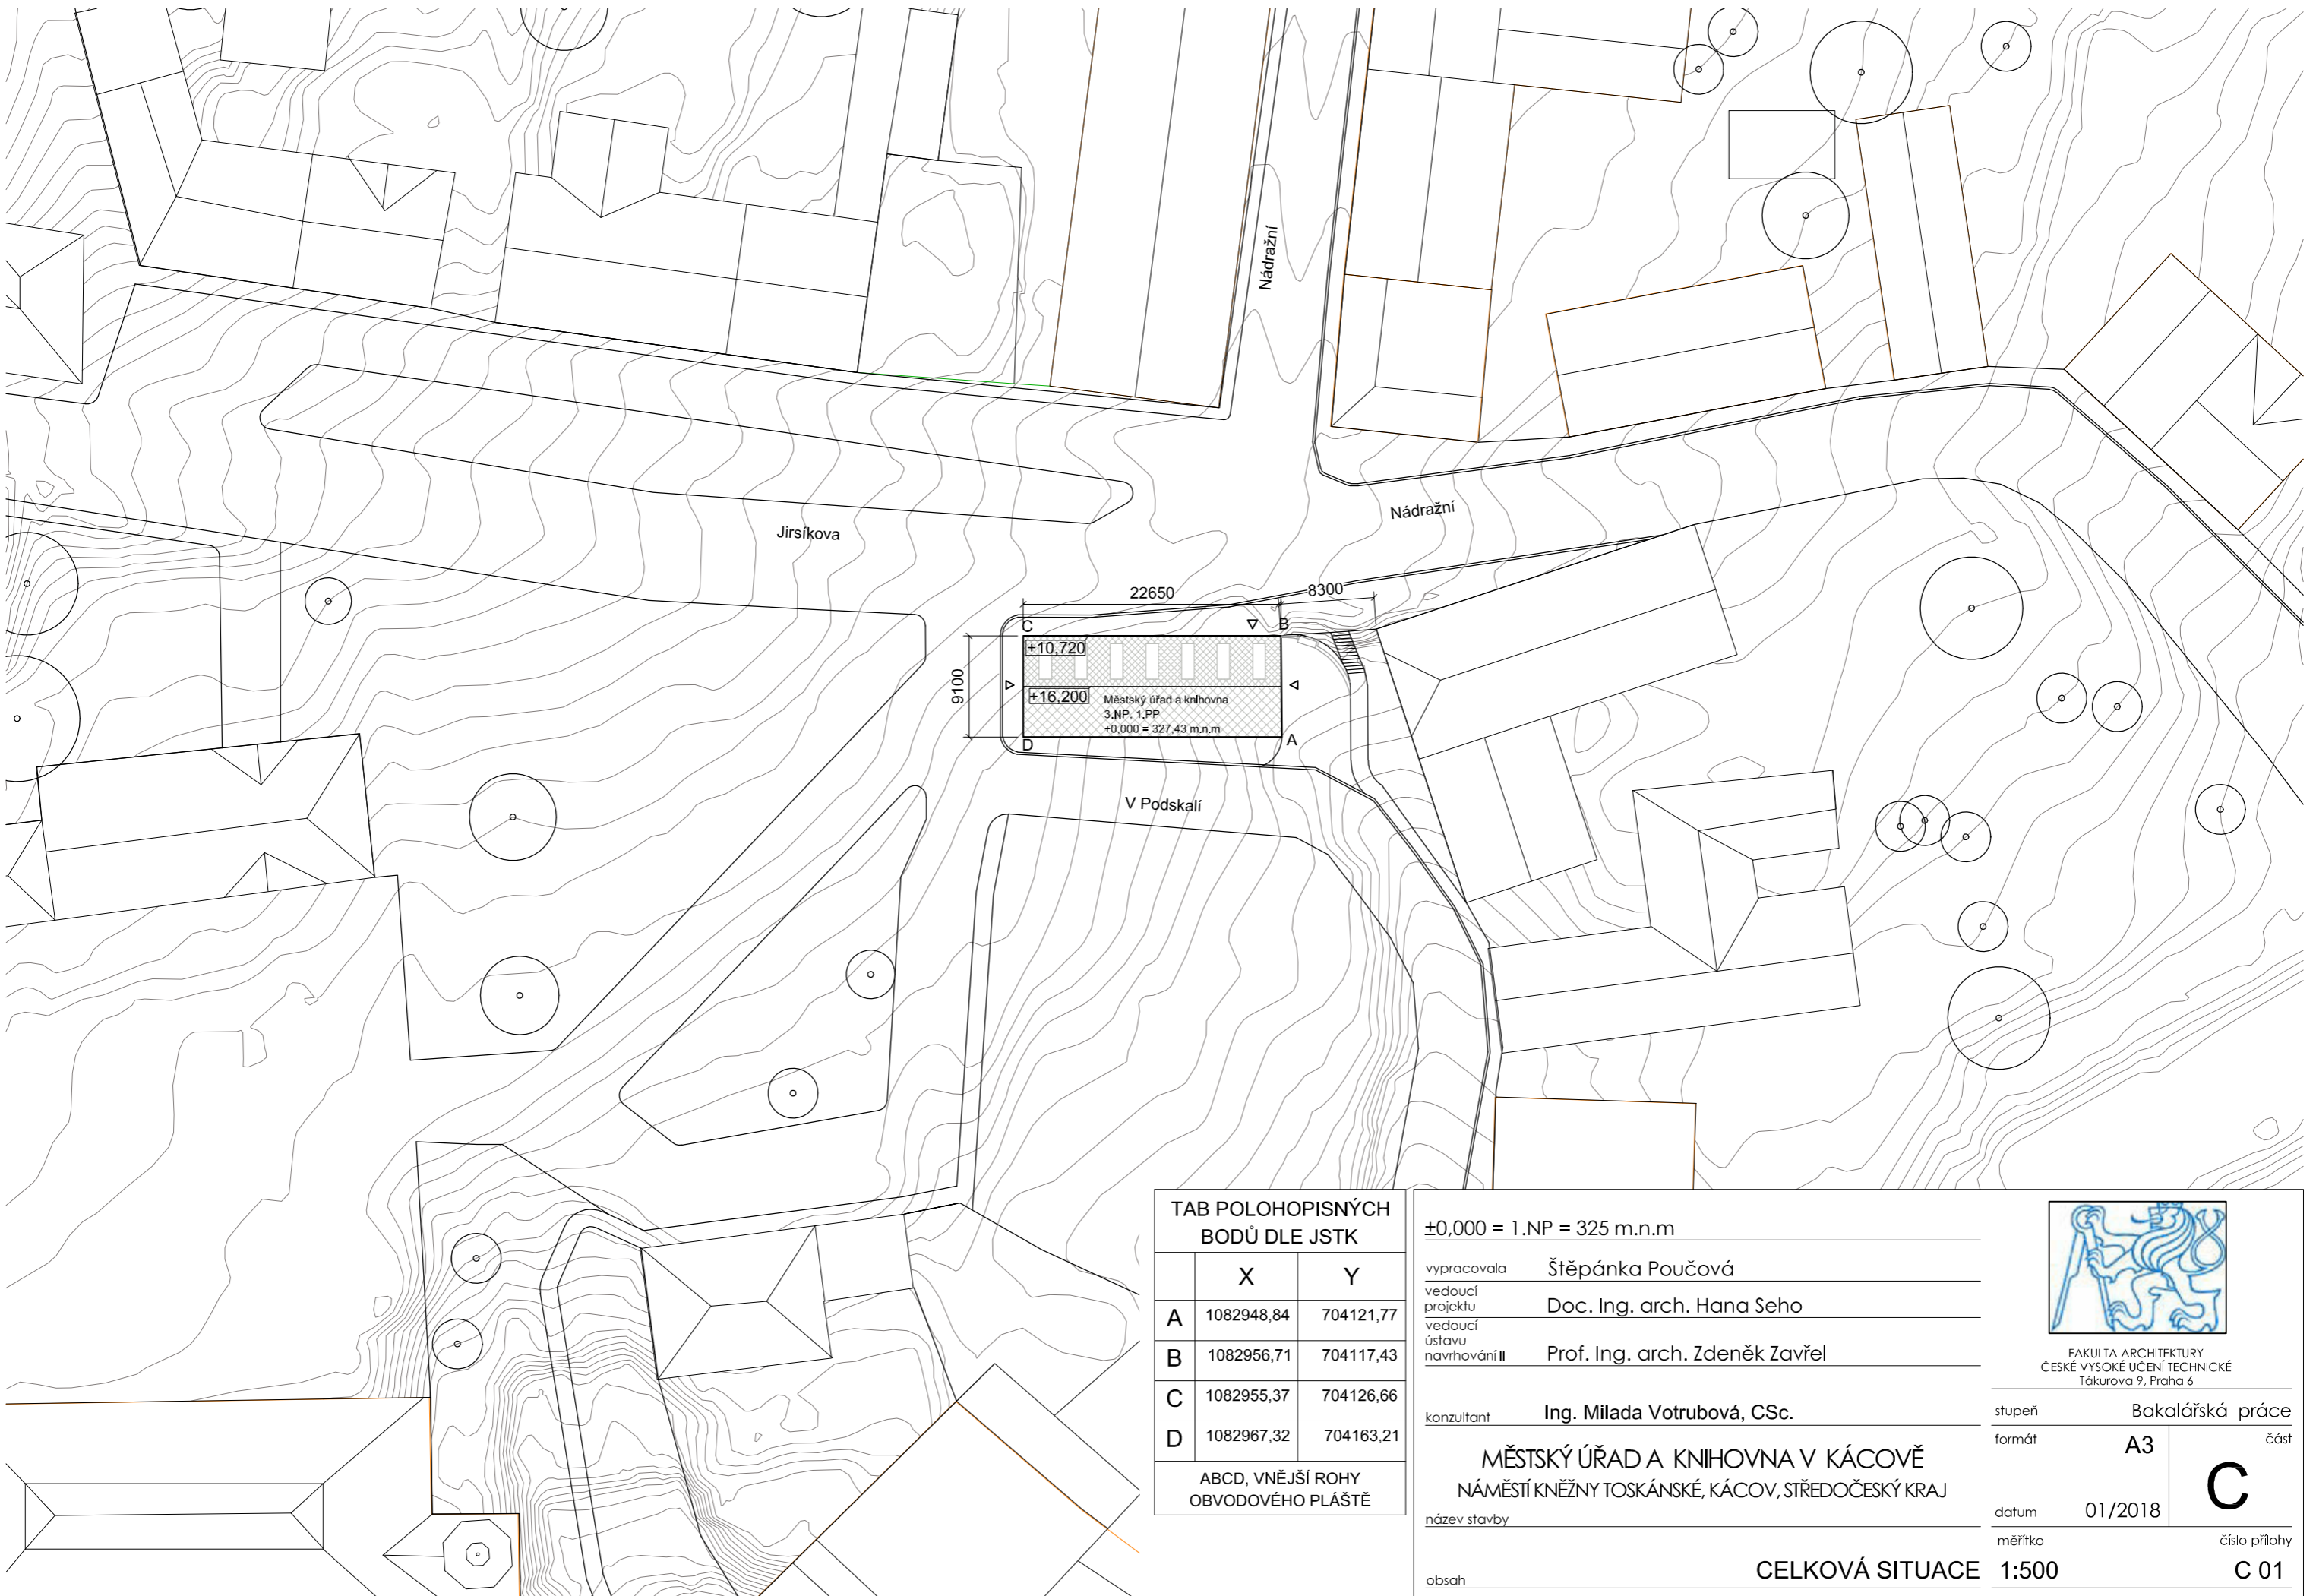 Nádražní
Nádražní
Jirsíkova
22650
8300
C
B
+10,720
9100
+16,200
Městský úřad a knihovna
3.NP, 1.PP
+0,000 = 327,43 m.n.m
D
A
V Podskalí
TAB POLOHOPISNÝCH
BODŮ DLE JSTK
X Y
A 1082948,84 704121,77
B 1082956,71 704117,43
C 1082955,37 704126,66
D 1082967,32 704163,21
ABCD, VNĚJŠÍ ROHY
OBVODOVÉHO PLÁŠTĚ
±0,000 = 1.NP = 325 m.n.m
vypracovala Štěpánka Poučová
vedoucí
projektu Doc. Ing. arch. Hana Seho
vedoucí
ústavu
navrhování II Prof. Ing. arch. Zdeněk Zavřel
konzultant Ing. Milada Votrubová, CSc.
MĚSTSKÝ ÚŘAD A KNIHOVNA V KÁCOVĚ
NÁMĚSTÍ KNĚŽNY TOSKÁNSKÉ, KÁCOV, STŘEDOČESKÝ KRAJ
název stavby
obsah CELKOVÁ SITUACE
FAKULTA ARCHITEKTURY
ČESKÉ VYSOKÉ UČENÍ TECHNICKÉ
Tákurova 9, Praha 6
stupeň Bakalářská práce
formát A3
část
C
datum 01/2018
měřítko
1:500
číslo přílohy
C 01